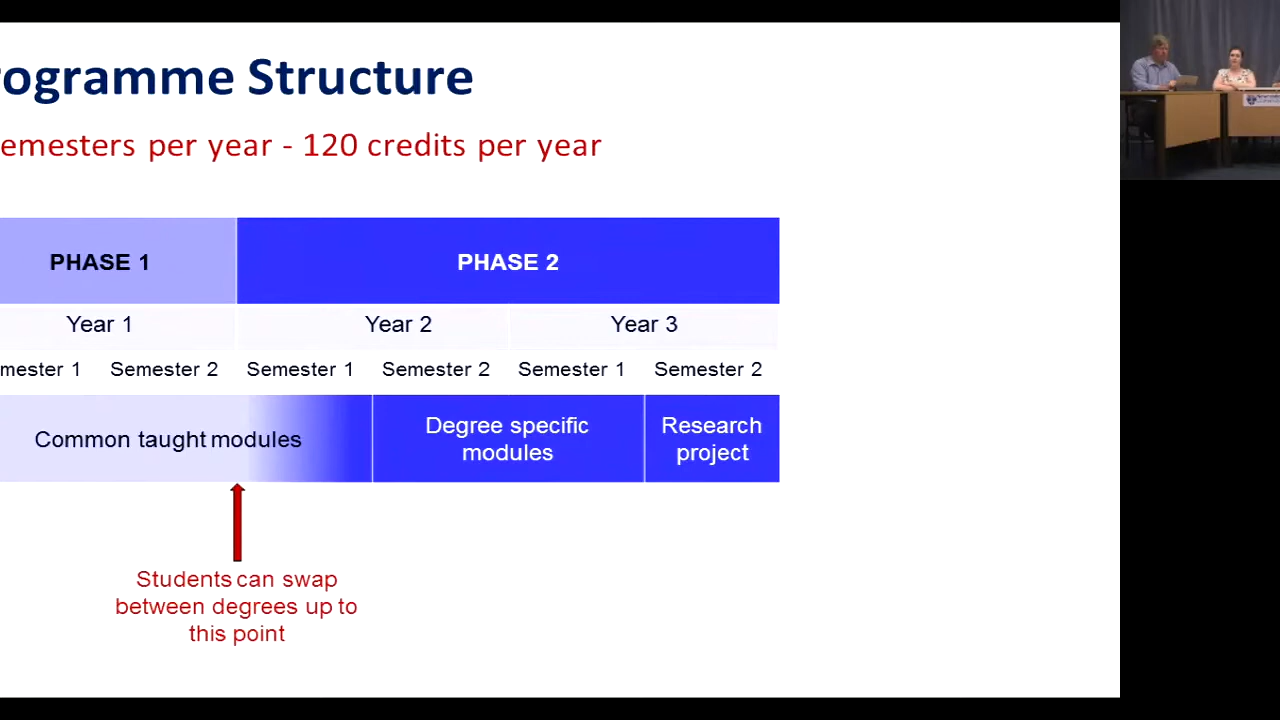 rogramme Structure
emesters per year - 120 credits per year
PHASE 1
PHASE 2
Year 1
Year 2
Year 3
mester 1
Semester 2
Semester 1
Semester 2
Semester 1
Semester 2
Common taught modules
Degree specific
modules
Research
project
Students can swap
between degrees up to
this point